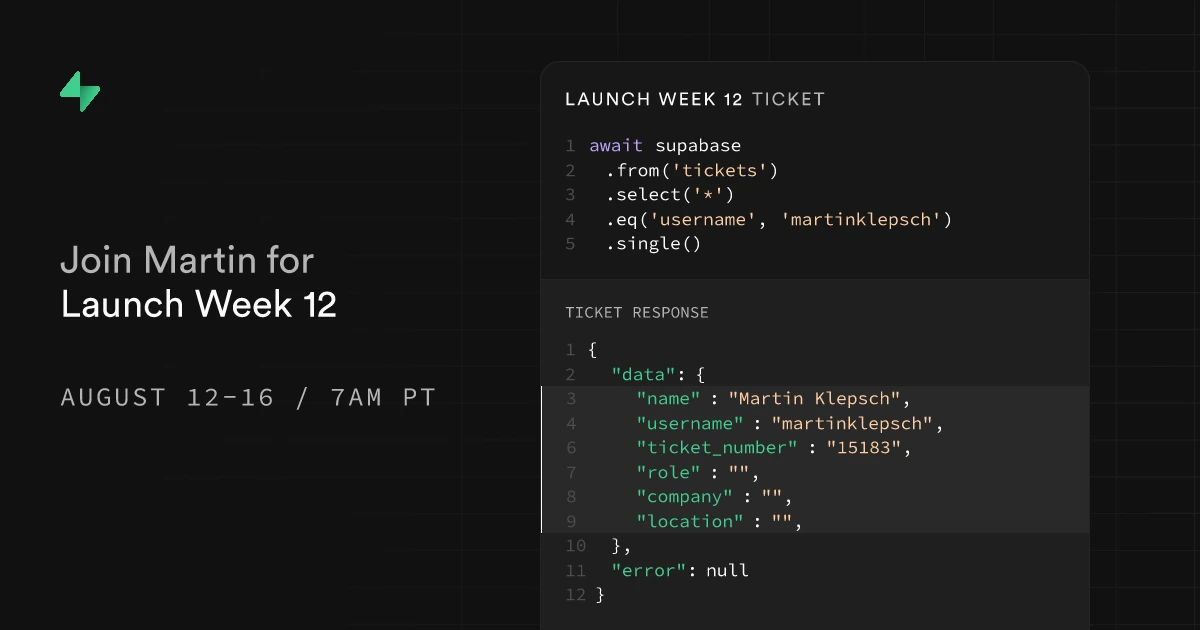 Join Martin for
Launch Week 12
AUGUST 12-16 / 7AM PT
LAUNCH WEEK 12 TICKET
1 await supabase
2 .from('tickets')
3 .select('*')
4 .eq('username', 'martinklepsch')
5 .single()
TICKET RESPONSE
1 {
2 "data": {
3 "name" : "Martin Klepsch",
4 "username" : "martinklepsch",
6 "ticket_number" : "15183",
7 "role" : "",
8 "company" : "",
9 "location" : "",
10 },
11 "error": null
12 }